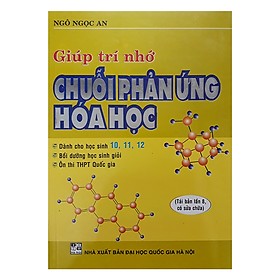 NGÔ NGỌC AN
Giúp trí nhớ
CHUỖI PHẢN ỨNG
HÓA HỌC
- Dành cho học sinh 10, 11, 12
- Bồi dưỡng học sinh giỏi
- Ôn thi THPT Quốc gia
(Tái bản lần 8,
có sửa chữa)
NHÀ XUẤT BẢN ĐẠI HỌC QUỐC GIA HÀ NỘI